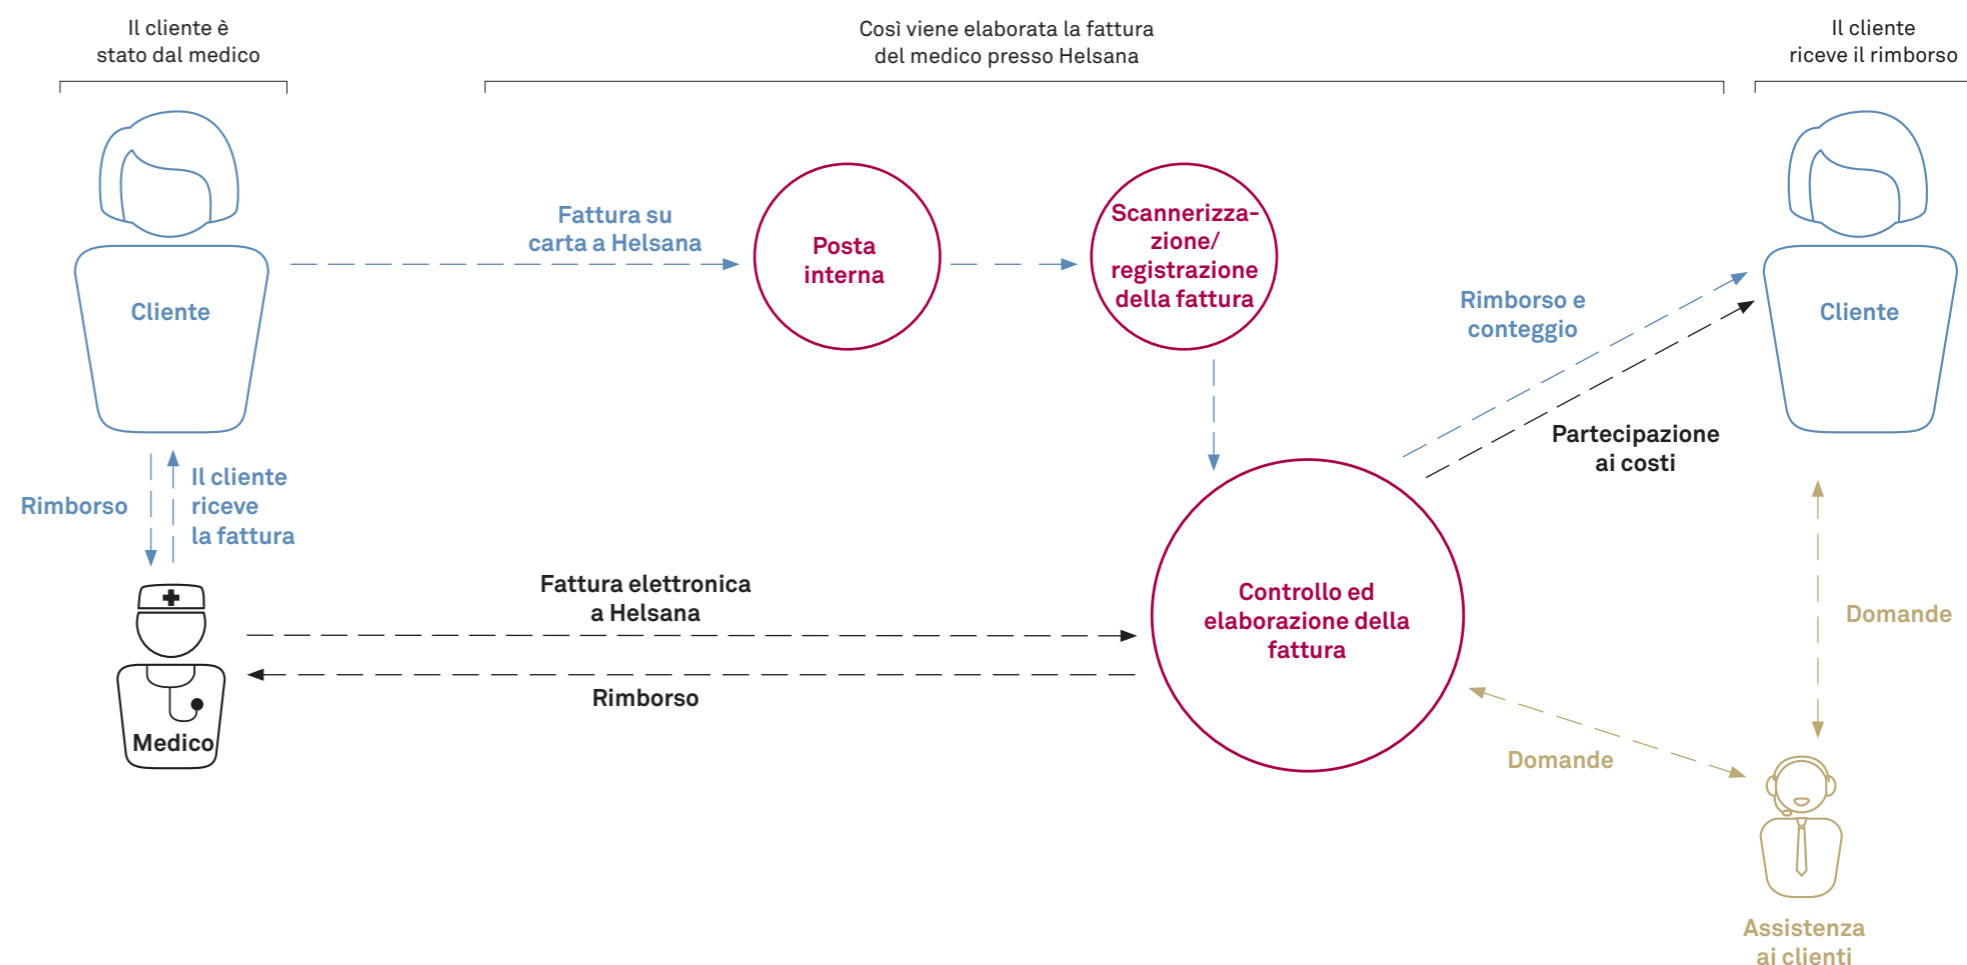 Il cliente è
stato dal medico
Così viene elaborata la fattura
del medico presso Helsana
Il cliente
riceve il rimborso
Cliente
Fattura su
carta a Helsana
Posta
interna
Scannerizza-
zione/
registrazione
della fattura
Rimborso e
conteggio
Cliente
Partecipazione
ai costi
Rimborso
Il cliente
riceve
la fattura
Fattura elettronica
a Helsana
Rimborso
Controllo ed
elaborazione della
fattura
Domande
Medico
Domande
Assistenza
ai clienti